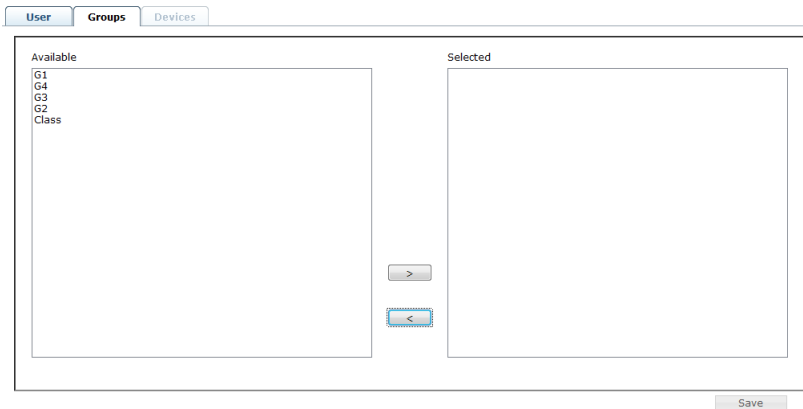 User Groups Devices
Available Selected
G1
G4
G3
G2
Class
>
<
Save